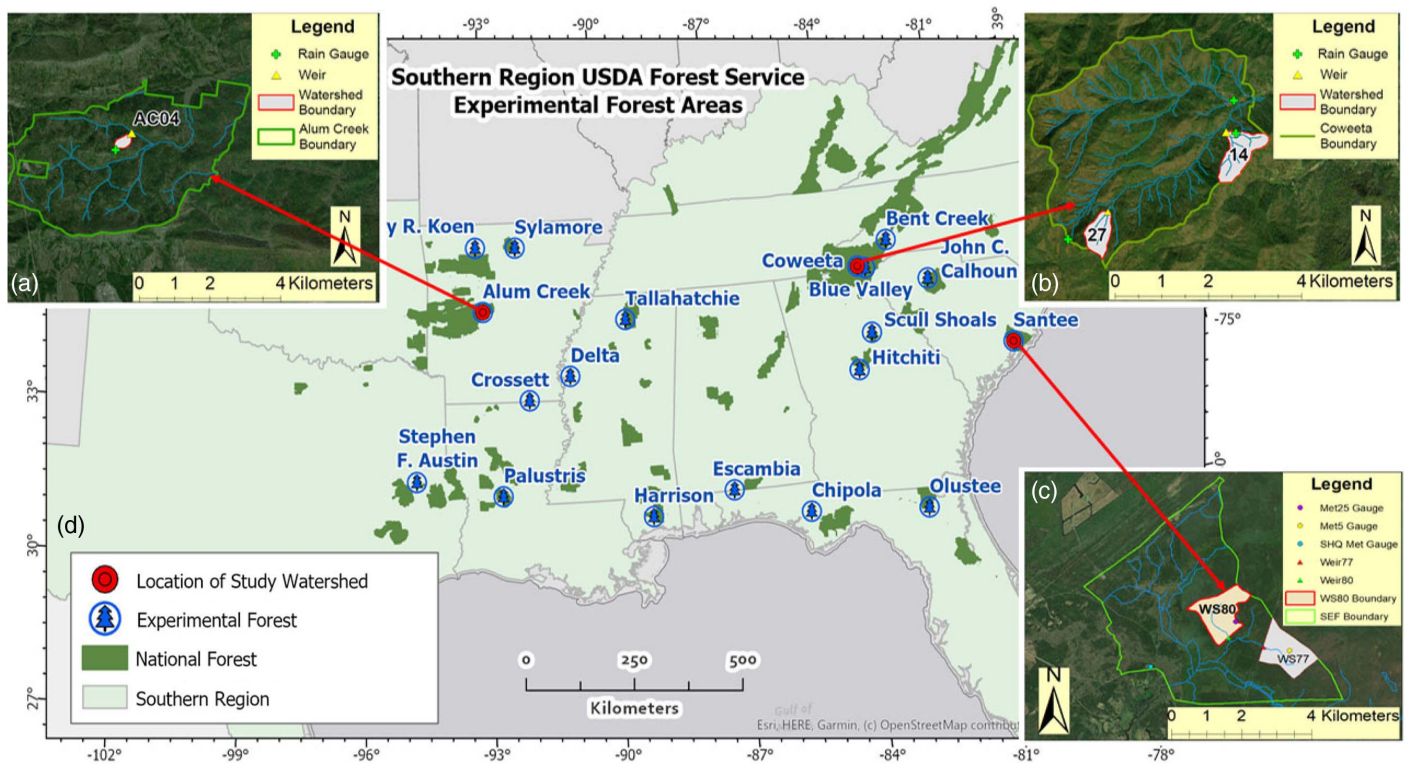 -93°
-90°
-87°
-84°
-81°
39°
Southern Region USDA Forest Service
Experimental Forest Areas
Legend
Rain Gauge
Weir
Watershed
Boundary
Alum Creek
Boundary
AC04
N
0 1 2 4 Kilometers
(a)
Legend
Rain Gauge
Weir
Watershed
Boundary
Coweeta
Boundary
14
27
N
0 1 2 4 Kilometers
(b)
y R. Koen
Sylamore
Alum Creek
Tallahatchie
Delta
Crossett
Stephen
F. Austin
Palustris
Harrison
Escambia
Chipola
Olustee
Bent Creek
John C.
Calhoun
Coweeta
Blue Valley
Scull Shoals
Santee
Hitchiti
-75°
33°
30°
27°
(d)
Location of Study Watershed
Experimental Forest
National Forest
Southern Region
0 250 500
Kilometers
Gulf of
Esri, HERE, Garmin, (c) OpenStreetMap contribut
(c)
Legend
Met25 Gauge
Met5 Gauge
SHQ Met Gauge
Weir77
Weir80
WS80 Boundary
SEF Boundary
WS80
WS77
N
0 1 2 4 Kilometers
-102°
-99°
-96°
-93°
-90°
-87°
-84°
-81°
-78°